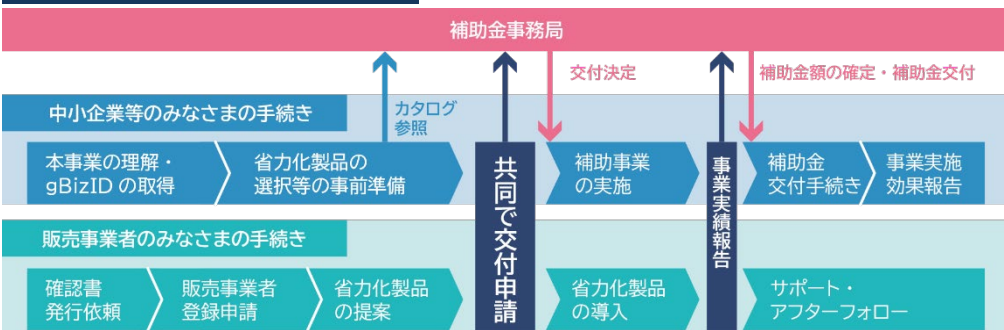 補助金事務局
交付決定
補助金額の確定・補助金交付
中小企業等のみなさまの手続き
カタログ
参照
本事業の理解・
gBizID の取得
省力化製品の
選択等の事前準備
共同で交付申請
補助事業
の実施
事業実績報告
補助金
交付手続き
事業実施
効果報告
販売事業者のみなさまの手続き
確認書
発行依頼
販売事業者
登録申請
省力化製品
の提案
省力化製品
の導入
サポート・
アフターフォロー